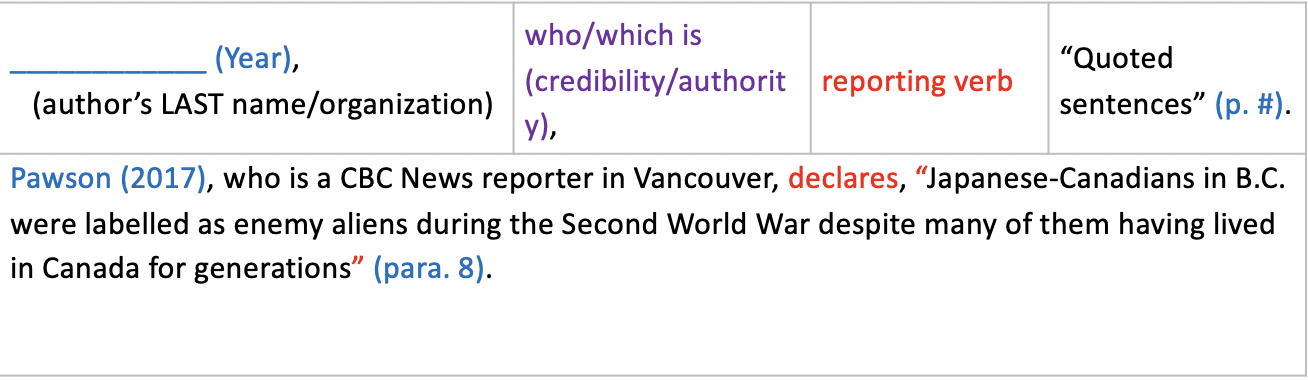 ____________ (Year),
(author’s LAST name/organization)
who/which is
(credibility/authorit
y),
reporting verb
“Quoted
sentences” (p. #).
Pawson (2017), who is a CBC News reporter in Vancouver, declares, “Japanese-Canadians in B.C.
were labelled as enemy aliens during the Second World War despite many of them having lived
in Canada for generations” (para. 8).